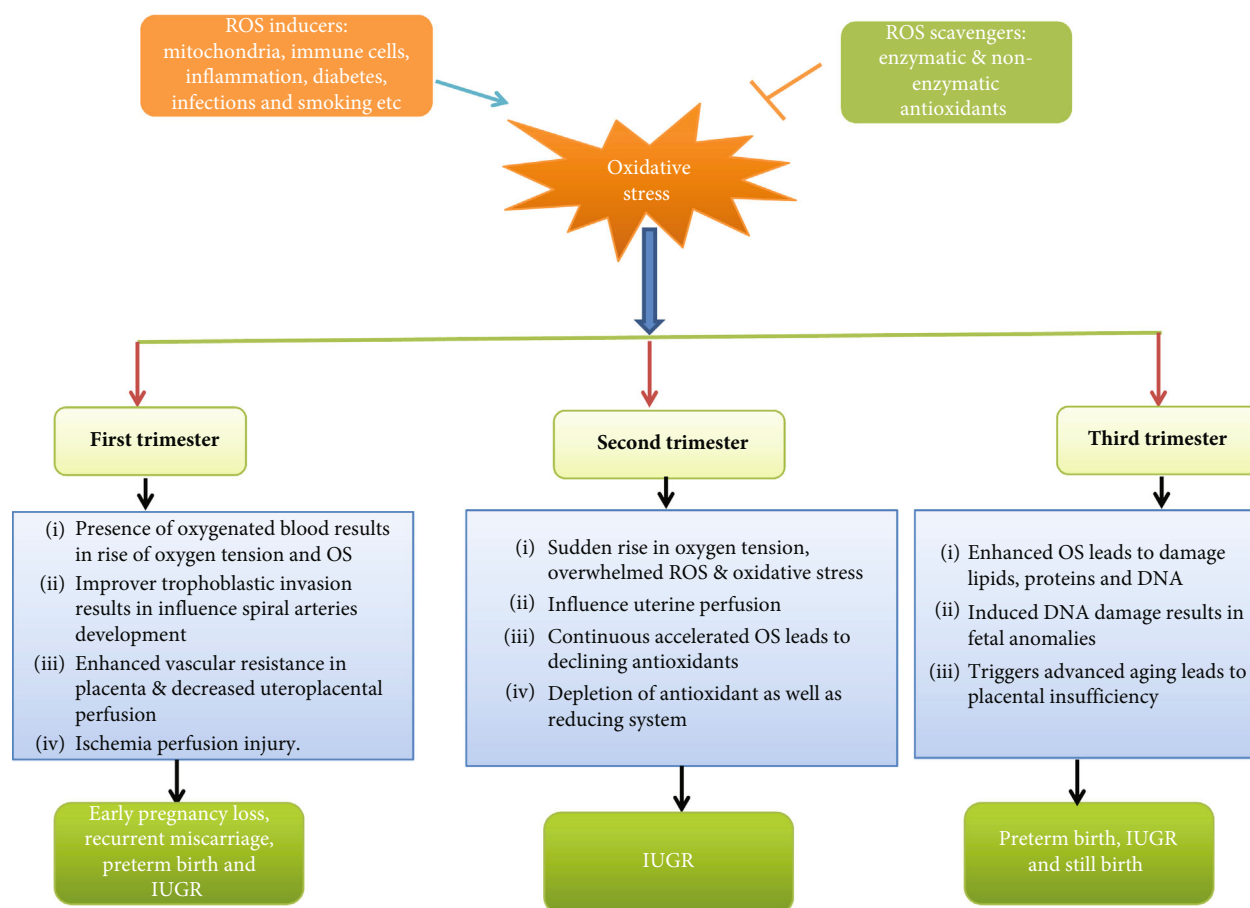 ROS inducers:
mitochondria, immune cells,
inflammation, diabetes,
infections and smoking etc
ROS scavengers:
enzymatic & non-
enzymatic
antioxidants
Oxidative
stress
First trimester
(i) Presence of oxygenated blood results
in rise of oxygen tension and OS
(ii) Improver trophoblastic invasion
results in influence spiral arteries
development
(iii) Enhanced vascular resistance in
placenta & decreased uteroplacental
perfusion
(iv) Ischemia perfusion injury.
Early pregnancy loss,
recurrent miscarriage,
preterm birth and
IUGR
Second trimester
(i) Sudden rise in oxygen tension,
overwhelmed ROS & oxidative stress
(ii) Influence uterine perfusion
(iii) Continuous accelerated OS leads to
declining antioxidants
(iv) Depletion of antioxidant as well as
reducing system
IUGR
Third trimester
(i) Enhanced OS leads to damage
lipids, proteins and DNA
(ii) Induced DNA damage results in
fetal anomalies
(iii) Triggers advanced aging leads to
placental insufficiency
Preterm birth, IUGR
and still birth